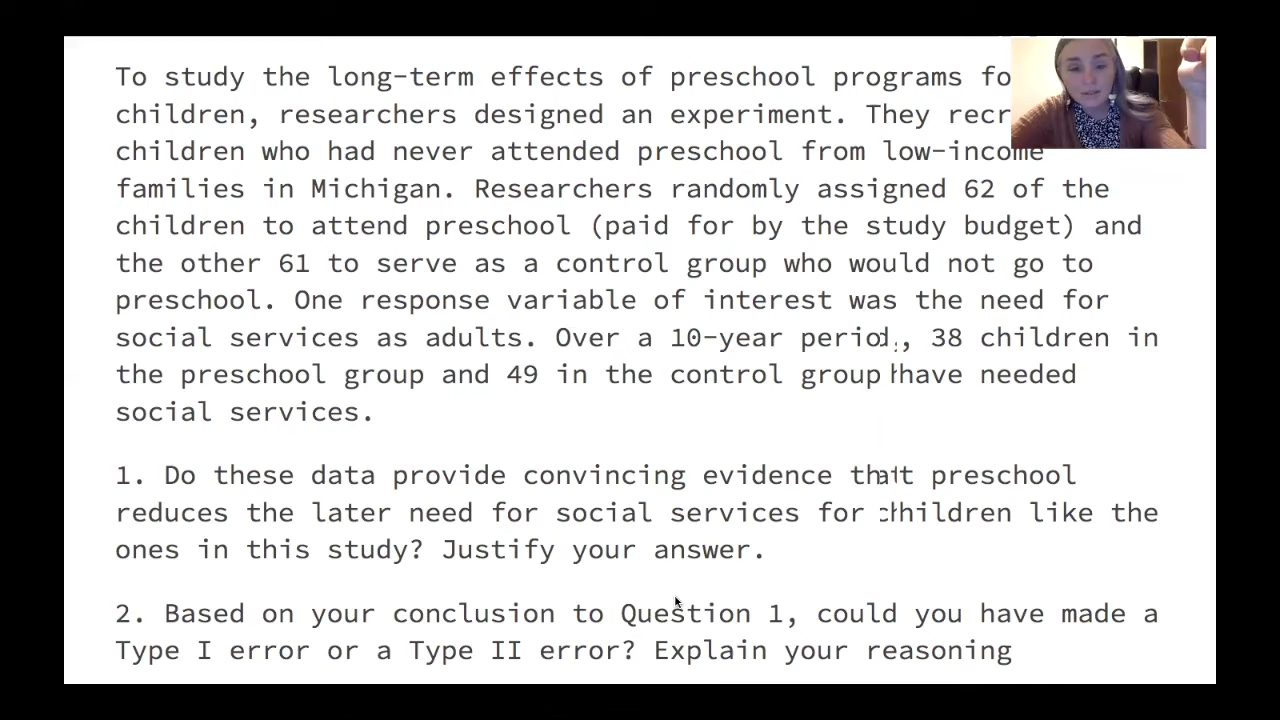 To study the long-term effects of preschool programs
children, researchers designed an experiment. They
children who had never attended preschool from low-income
families in Michigan. Researchers randomly assigned 62 of the
children to attend preschool (paid for by the study budget) and
the other 61 to serve as a control group who would not go to
preschool. One response variable of interest was the need for
social services as adults. Over a 10-year period, 38 children in
the preschool group and 49 in the control group have needed
social services.
1. Do these data provide convincing evidence that preschool
reduces the later need for social services for children like the
ones in this study? Justify your answer.
2. Based on your conclusion to Question 1, could you have made a
Type I error or a Type II error? Explain your reasoning